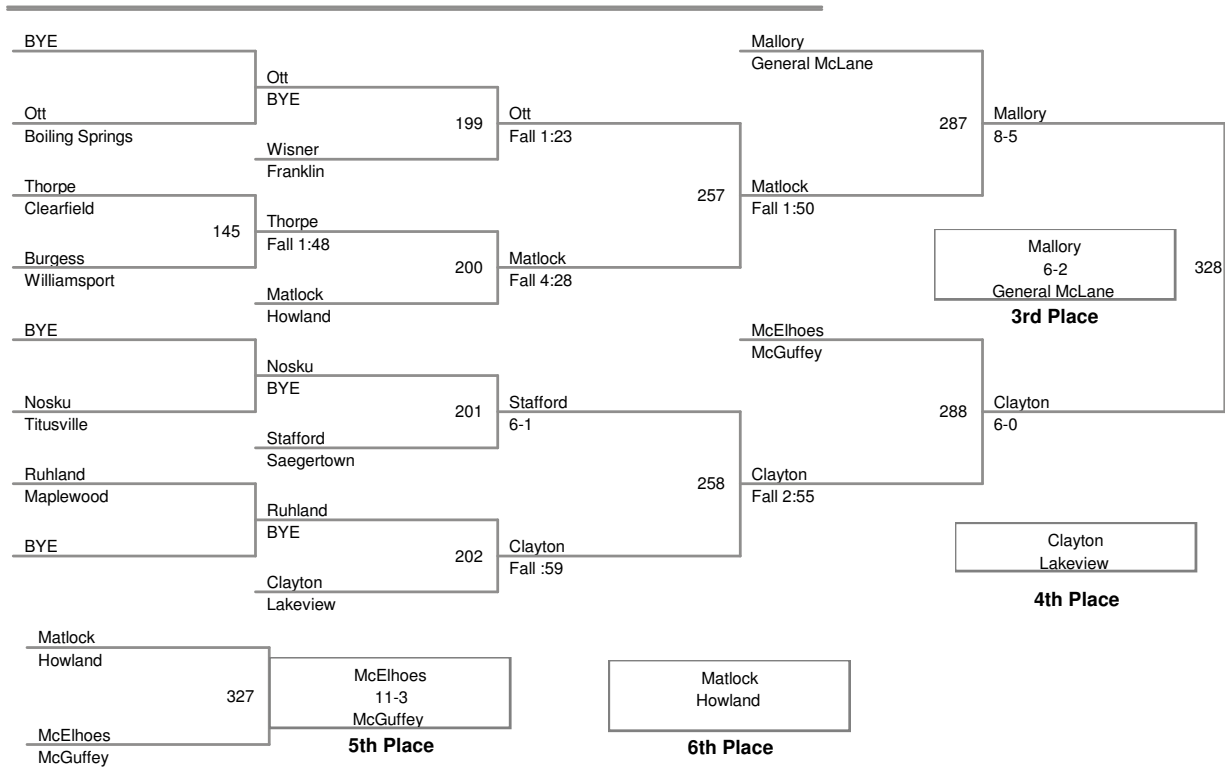 BYE
Ott
Boiling Springs
Thorpe
Clearfield
145
Burgess
Williamsport
BYE
Nosku
Titusville
Ruhland
Maplewood
BYE
Ott
BYE
199
Wisner
Franklin
Thorpe
Fall 1:48
200
Matlock
Howland
Nosku
BYE
201
Stafford
Saegertown
Ruhland
BYE
202
Clayton
Lakeview
Ott
Fall 1:23
257
Matlock
Fall 4:28
Stafford
6-1
258
Clayton
Fall :59
Mallory
General McLane
287
Matlock
Fall 1:50
McElhoes
McGuffey
288
Clayton
Fall 2:55
Mallory
8-5
328
Clayton
6-0
Mallory
6-2
General McLane
3rd Place
Clayton
Lakeview
4th Place
Matlock
Howland
327
McElhoes
McGuffey
McElhoes
11-3
McGuffey
5th Place
Matlock
Howland
6th Place